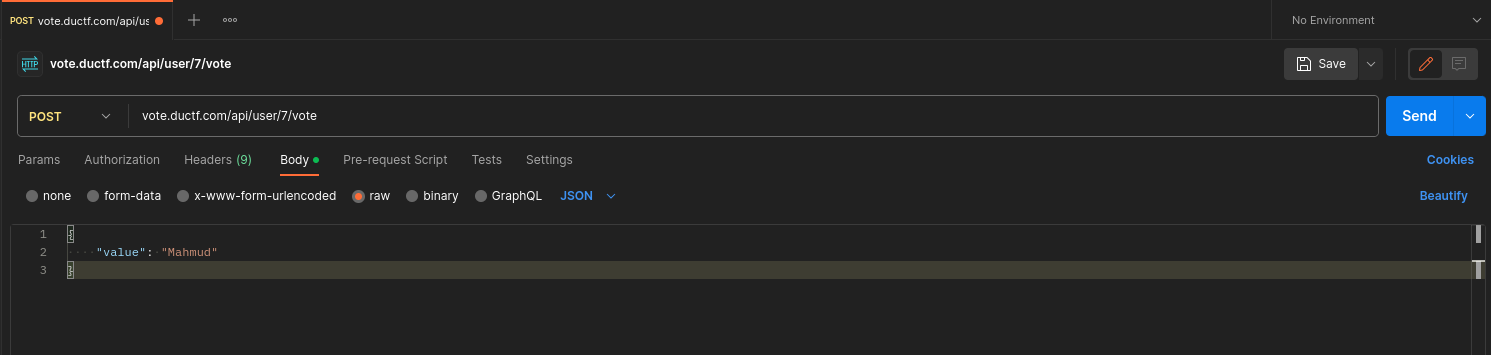 POST vote.ductf.com/api/us
No Environment
HTTP vote.ductf.com/api/user/7/vote Save
POST vote.ductf.com/api/user/7/vote Send
Params Authorization Headers (9) Body Pre-request Script Tests Settings Cookies
none form-data x-www-form-urlencoded raw binary GraphQL JSON Beautify
1 {
2 "value": "Mahmud"
3 }